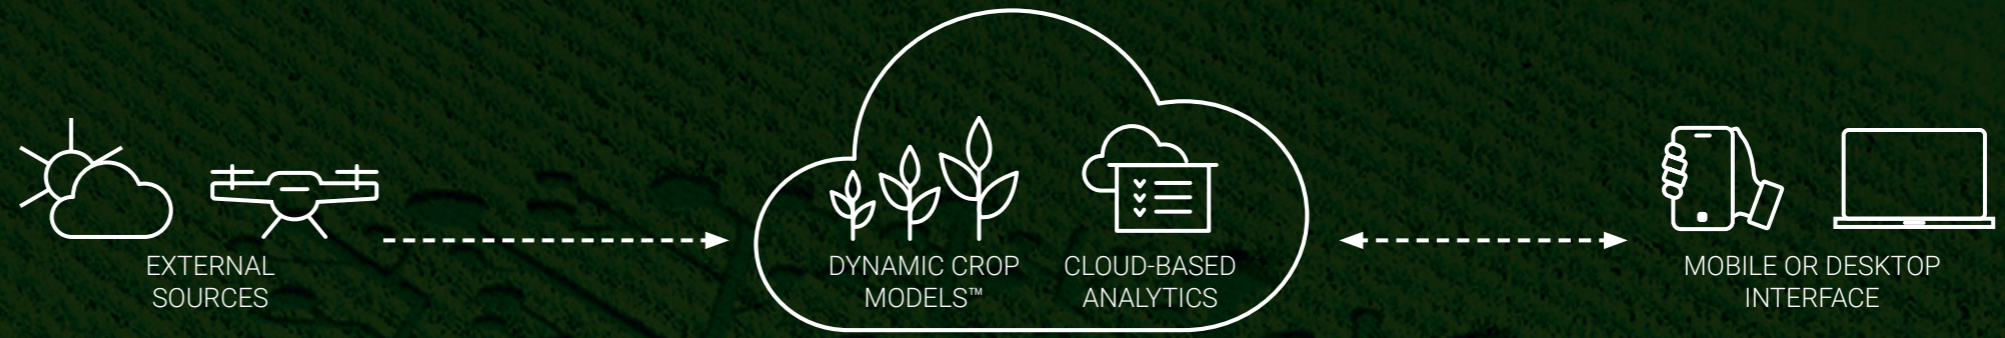 EXTERNAL
SOURCES
DYNAMIC CROP
MODELS™
CLOUD-BASED
ANALYTICS
MOBILE OR DESKTOP
INTERFACE